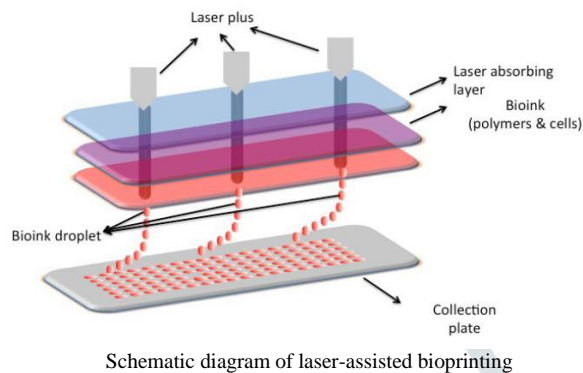 Laser plus
Laser absorbing
layer
Bioink
(polymers & cells)
Bioink droplet
Collection
plate
Schematic diagram of laser-assisted bioprinting